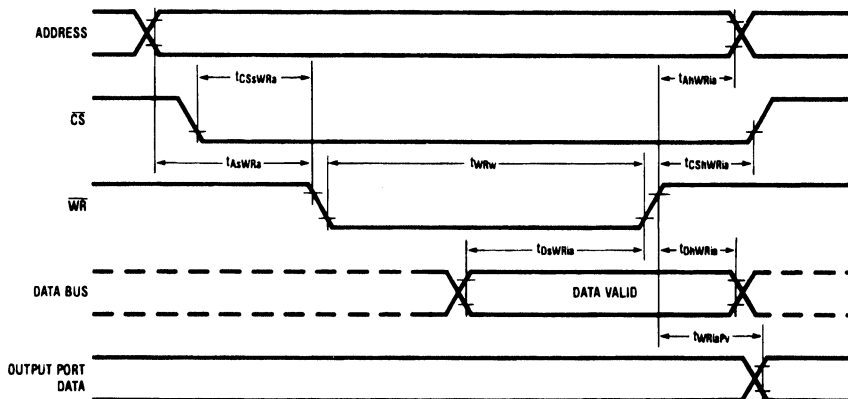 ADDRESS
tCSsWRa
tAhWRia
CS
tAsWRa
tWRw
tCShWRia
WR
tDsWRia
tDhWRia
DATA BUS
DATA VALID
tWRiaPv
OUTPUT PORT
DATA